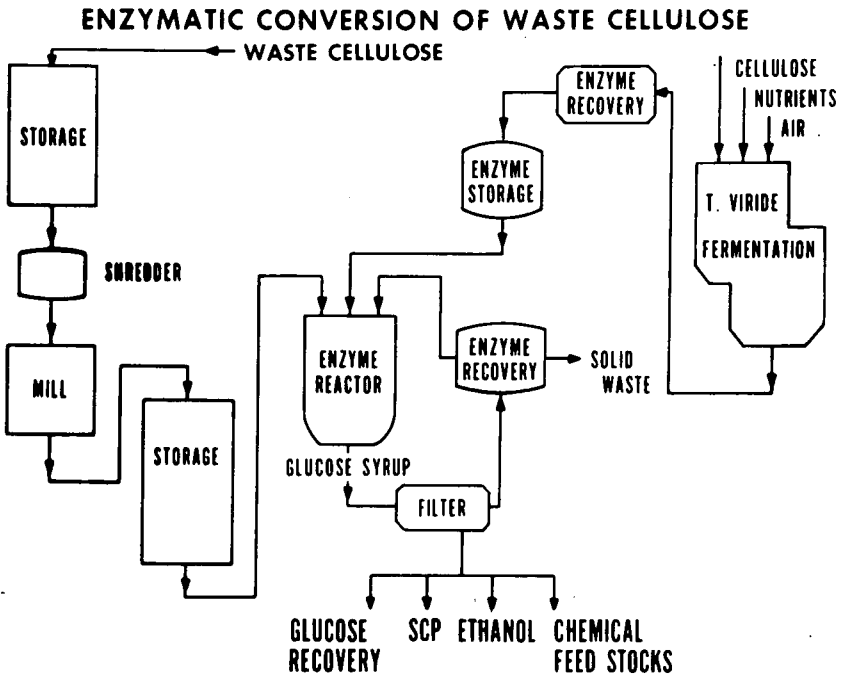 ENZYMATIC CONVERSION OF WASTE CELLULOSE
WASTE CELLULOSE
STORAGE
SHREDDER
MILL
STORAGE
ENZYME
RECOVERY
ENZYME
STORAGE
CELLULOSE
NUTRIENTS
AIR
T. VIRIDE
FERMENTATION
ENZYME
REACTOR
ENZYME
RECOVERY
SOLID
WASTE
GLUCOSE SYRUP
FILTER
GLUCOSE
RECOVERY
SCP
ETHANOL
CHEMICAL
FEED STOCKS